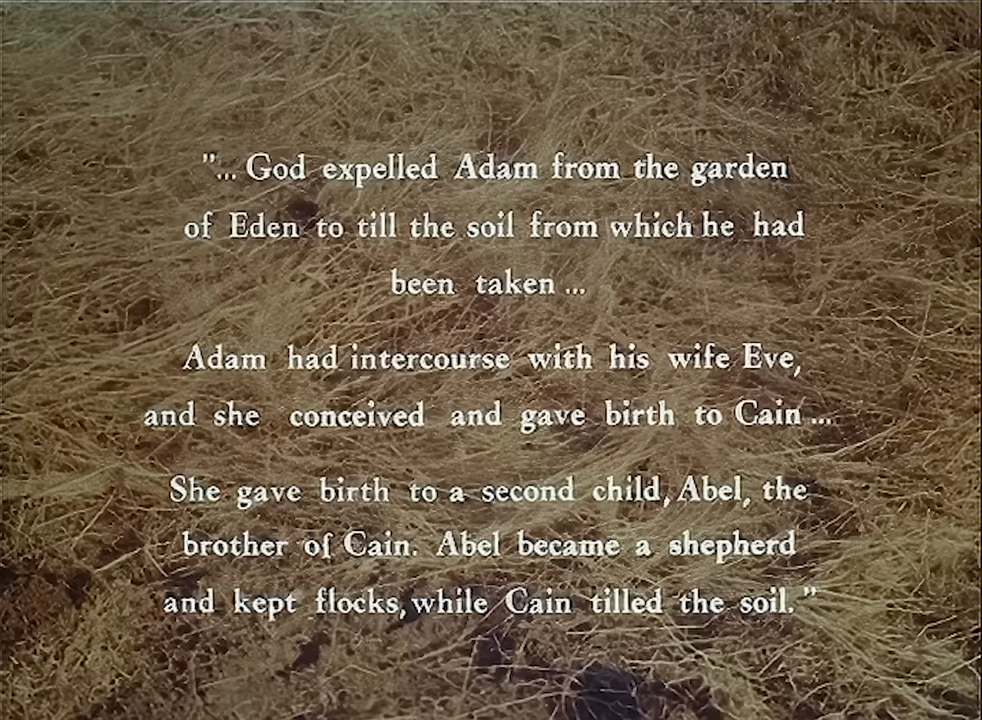 "... God expelled Adam from the garden
of Eden to till the soil from which he had
been taken ...
Adam had intercourse with his wife Eve,
and she conceived and gave birth to Cain ...
She gave birth to a second child, Abel, the
brother of Cain. Abel became a shepherd
and kept flocks, while Cain tilled the soil."